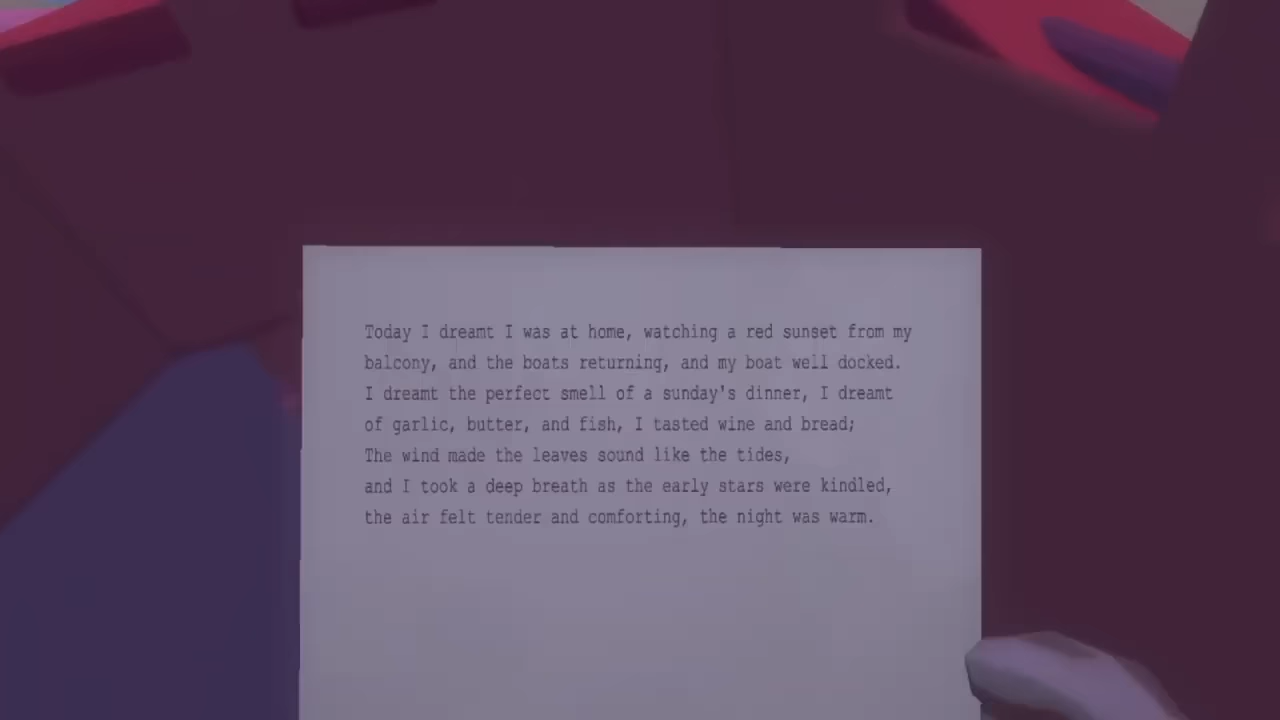 Today I dreamt I was at home, watching a red sunset from my
balcony, and the boats returning, and my boat well docked.
I dreamt the perfect smell of a sunday's dinner, I dreamt
of garlic, butter, and fish, I tasted wine and bread;
The wind made the leaves sound like the tides,
and I took a deep breath as the early stars were kindled,
the air felt tender and comforting, the night was warm.